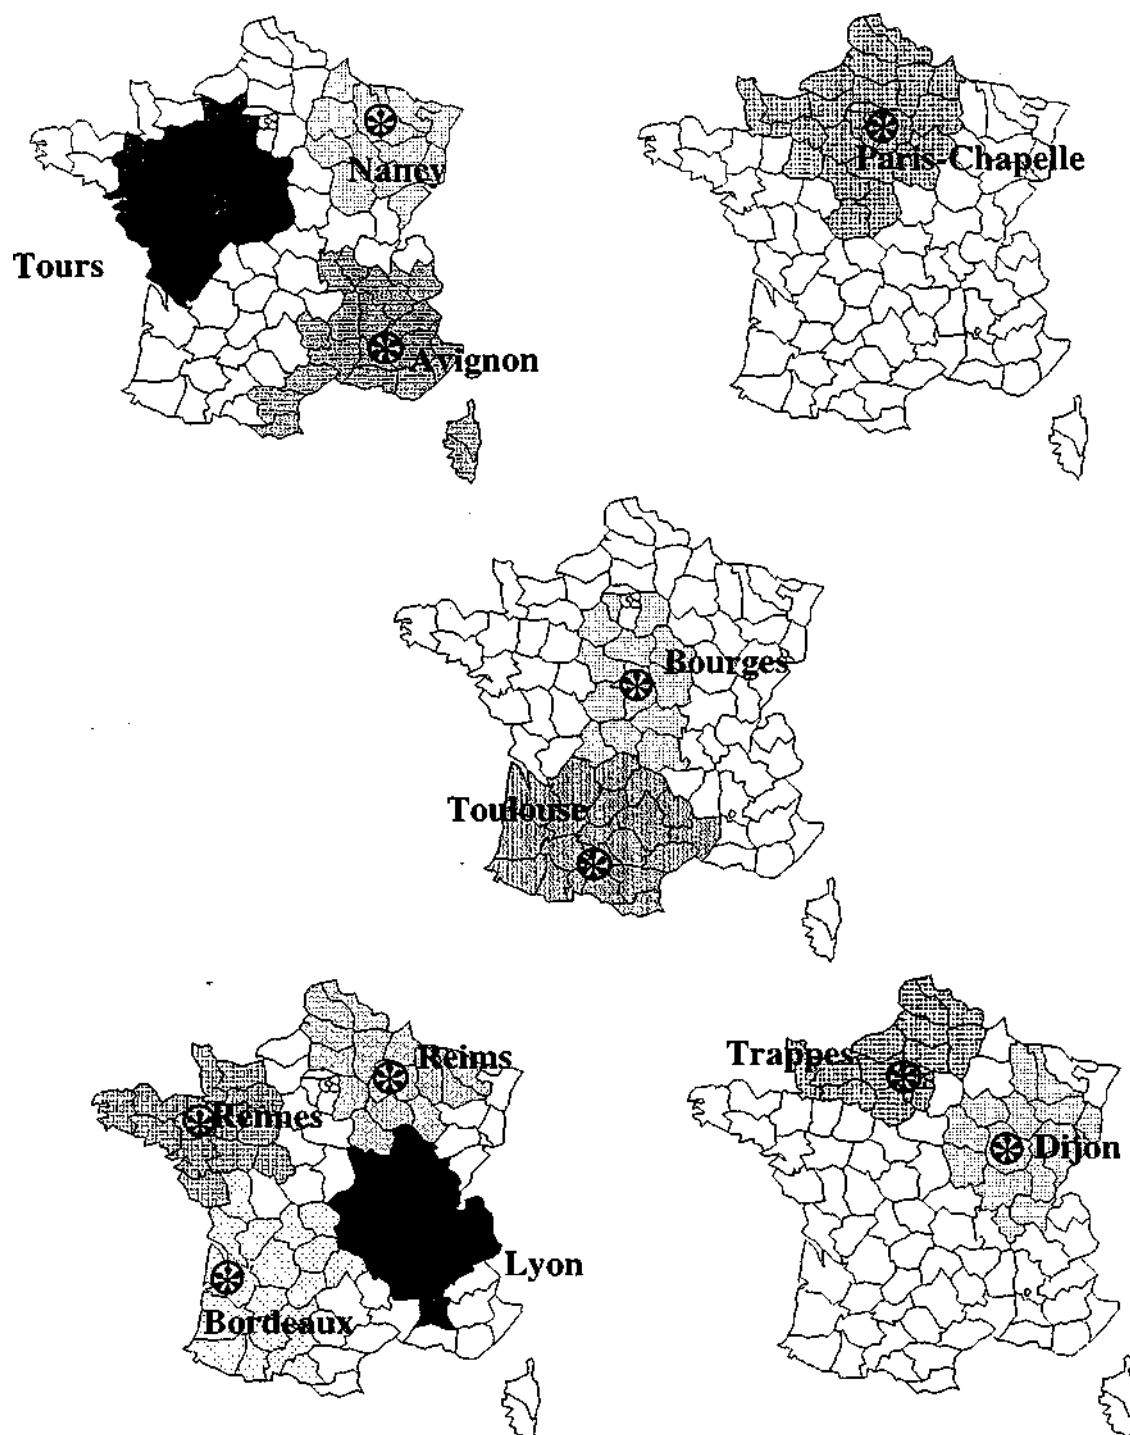 Nancy
Tours
Avignon
Paris-Chapelle
Bourges
Toulouse
Reims
Rennes
Lyon
Bordeaux
Trappes
Dijon